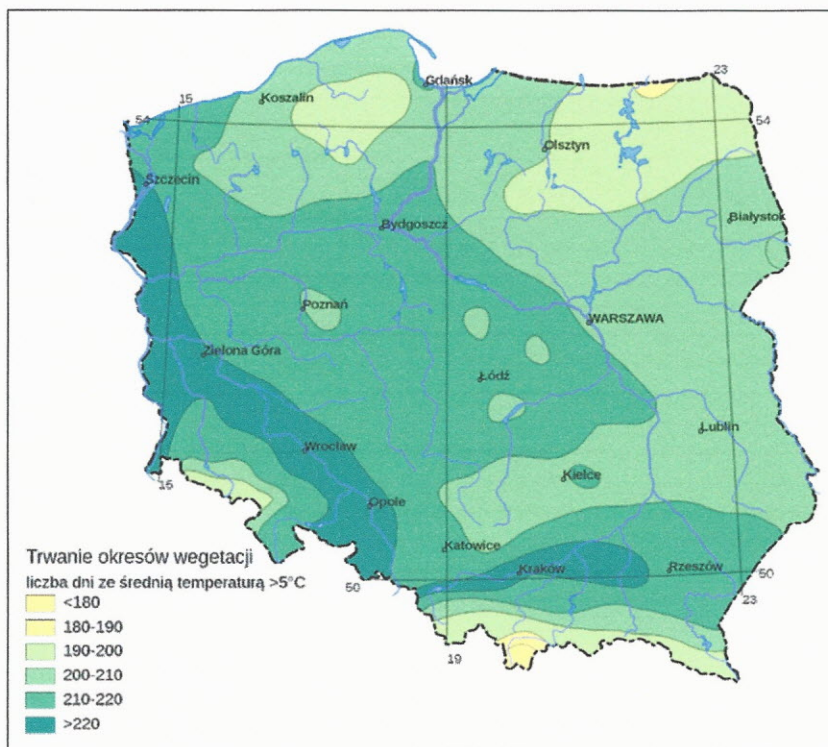 Gdańsk
23
15
Koszalin
54
54
Olsztyn
Szczecin
Białystok
Bydgoszcz
Poznań
WARSZAWA
Zielona Góra
Łódź
Lublin
Wrocław
Kielce
15
Opole
Katowice
Kraków
Rzeszów
50
50
23
19
Trwanie okresów wegetacji
liczba dni ze średnią temperaturą >5°C
<180
180-190
190-200
200-210
210-220
>220